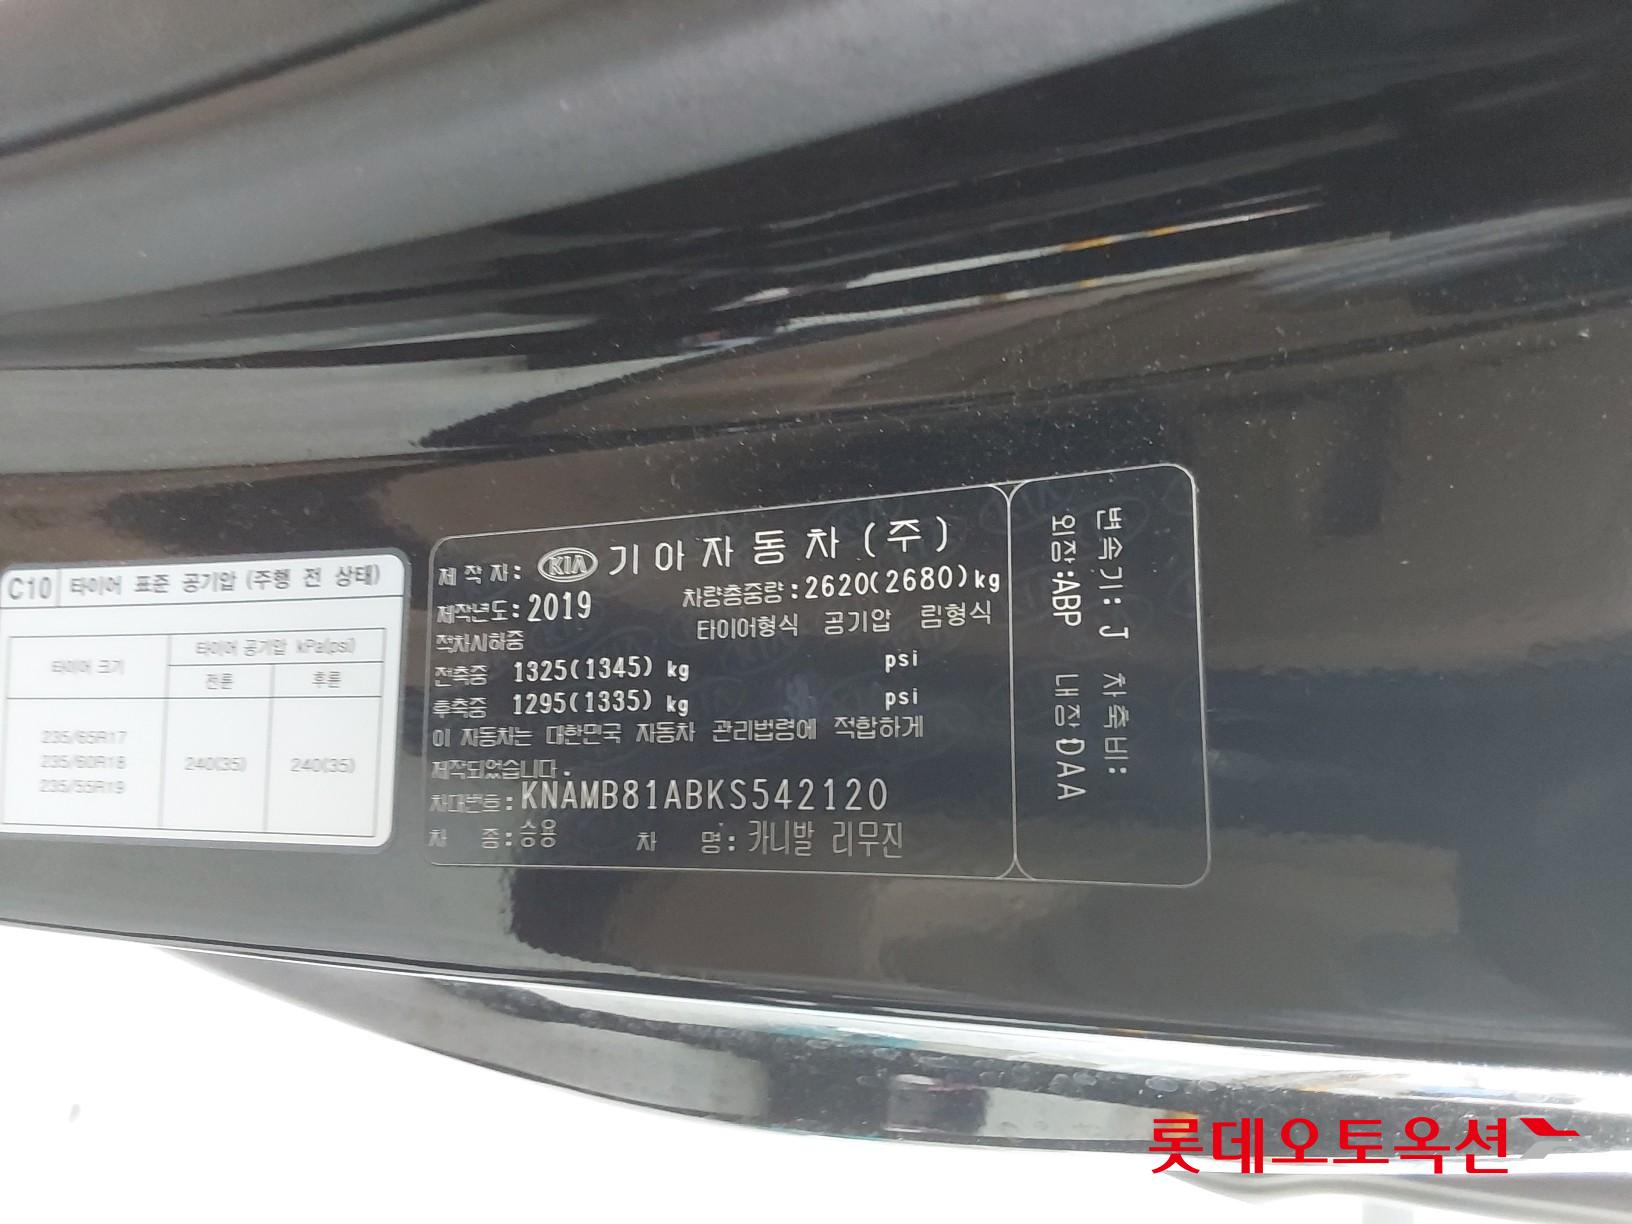 C10 타이어 표준 공기압 (주행 전 상태)
타이어 크기
타이어 공기압 kPa(psi)
전륜 후륜
235/65R17
235/60R18
235/55R19
240(35) 240(35)
제작자: KIA 기아자동차(주)
제작년도: 2019 차량총중량: 2620(2680)kg
적차시하중 타이어형식 공기압 림형식
전축중 1325(1345) kg psi
후축중 1295(1335) kg psi
이 자동차는 대한민국 자동차 관리법령에 적합하게
제작되었습니다.
차대번호: KNAMB81ABKS542120
차 종: 승용 차 명: 카니발 리무진
변속기: J 차축비:
외장:ABP 내장:DAA
롯데오토옥션